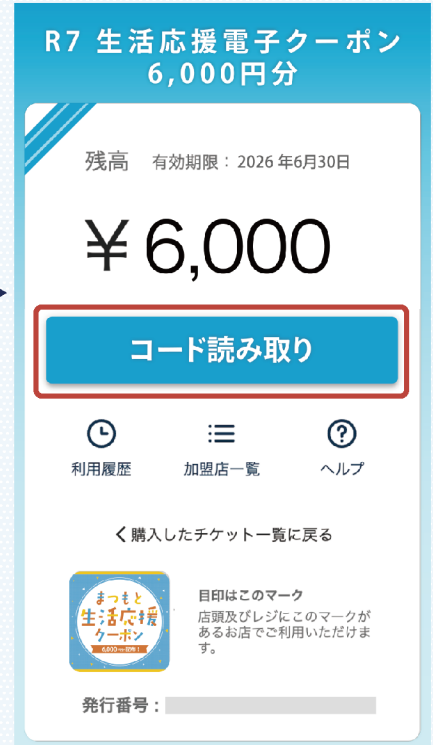 R7 生活応援電子クーポン
6,000円分
残高 有効期限：2026年6月30日
¥6,000
コード読み取り
利用履歴 加盟店一覧 ヘルプ
購入したチケット一覧に戻る
まつもと
生活応援
クーポン
目印はこのマーク
店頭及びレジにこのマークが
あるお店でご利用いただけま
す。
発行番号：